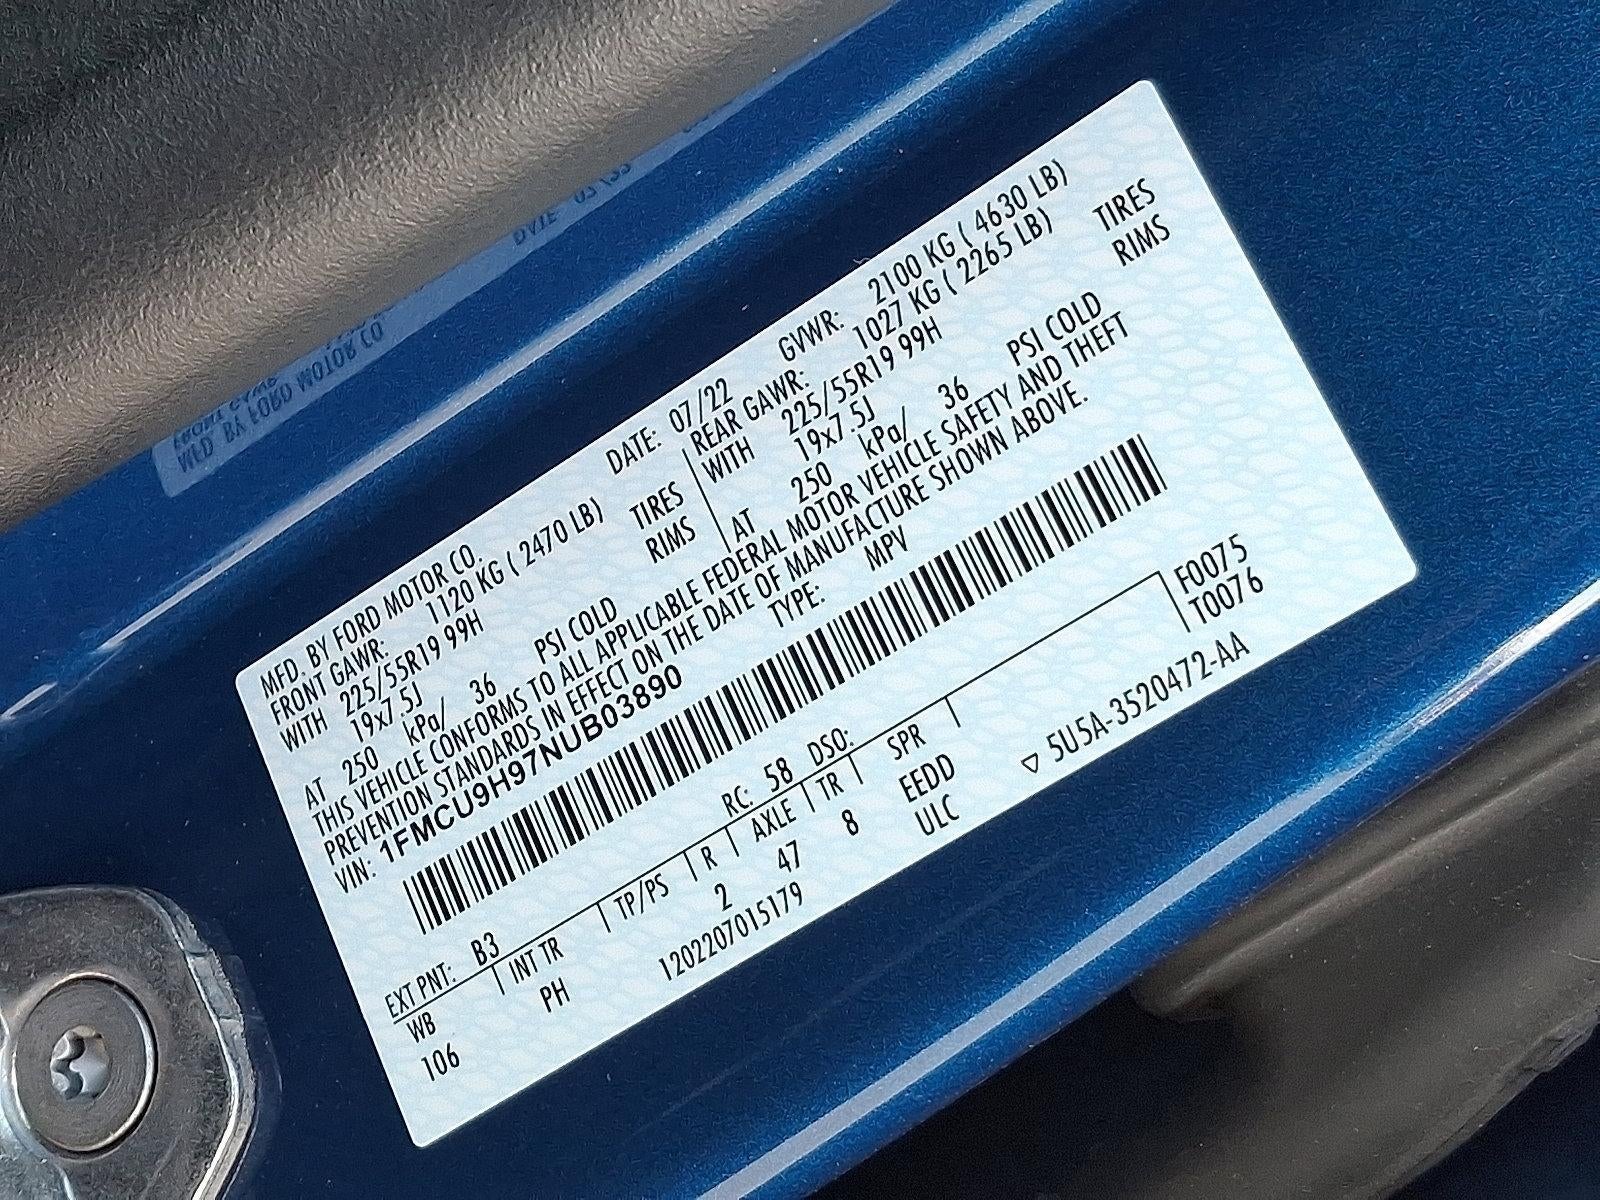 MFD. BY FORD MOTOR CO. DATE: 07/22 GVWR: 2100 KG ( 4630 LB)
FRONT GAWR: 1120 KG ( 2470 LB) REAR GAWR: 1027 KG ( 2265 LB)
WITH 225/55R19 99H TIRES WITH 225/55R19 99H TIRES
19x7.5J RIMS 19x7.5J RIMS
AT 250 kPa/ 36 PSI COLD AT 250 kPa/ 36 PSI COLD
THIS VEHICLE CONFORMS TO ALL APPLICABLE FEDERAL MOTOR VEHICLE SAFETY AND THEFT
PREVENTION STANDARDS IN EFFECT ON THE DATE OF MANUFACTURE SHOWN ABOVE.
VIN: 1FMCU9H97NUB03890 TYPE: MPV
EXT PNT: B3 RC: 58 DSO: F0075
WB INT TR TP/PS R AXLE TR SPR T0076
106 PH 2 47 8 EEDD
ULC
1202207015179 ▽ 5U5A-3520472-AA